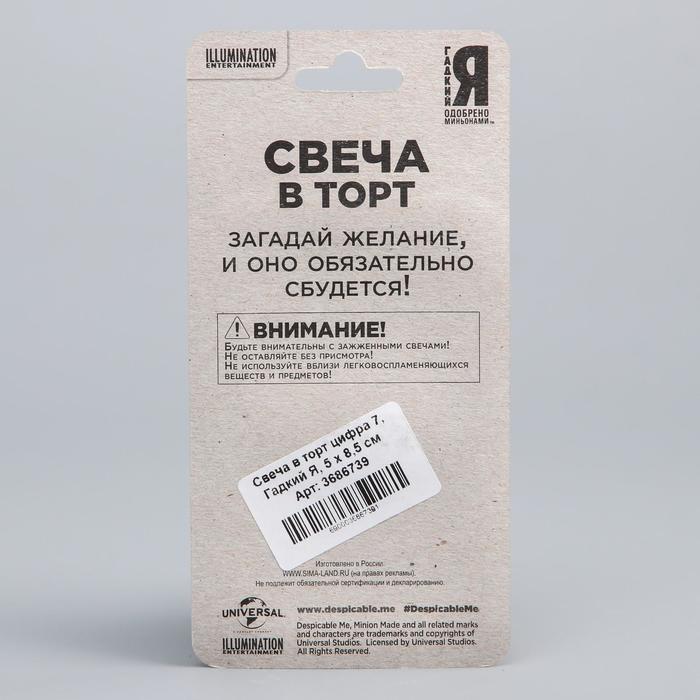 ILLUMINATION
ENTERTAINMENT
ГАДКИЙ Я
ОДОБРЕНО
МИНЬОНАМИ™
СВЕЧА
В ТОРТ
ЗАГАДАЙ ЖЕЛАНИЕ,
И ОНО ОБЯЗАТЕЛЬНО
СБУДЕТСЯ!
ВНИМАНИЕ!
БУДЬТЕ ВНИМАТЕЛЬНЫ С ЗАЖЖЕННЫМИ СВЕЧАМИ!
НЕ ОСТАВЛЯЙТЕ БЕЗ ПРИСМОТРА!
НЕ ИСПОЛЬЗУЙТЕ ВБЛИЗИ ЛЕГКОВОСПЛАМЕНЯЮЩИХСЯ
ВЕЩЕСТВ И ПРЕДМЕТОВ!
Свеча в торт цифра 7,
Гадкий Я, 5 х 8,5 см
Арт: 3686739
Изготовлено в России.
WWW.SIMA-LAND.RU (на правах рекламы).
Не подлежит обязательной сертификации и декларированию.
UNIVERSAL
ILLUMINATION
ENTERTAINMENT
www.despicable.me #DespicableMe
Despicable Me, Minion Made and all related marks
and characters are trademarks and copyrights of
Universal Studios. Licensed by Universal Studios.
All Rights Reserved.